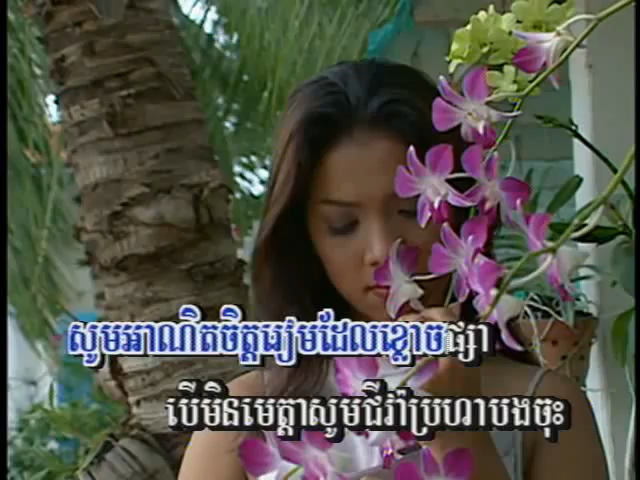 សូមអាណិតចិត្តរៀមដែលខ្លោចផ្សា
បើមិនមេត្តាសូមជីវ៉ាប្រហាបងចុះ